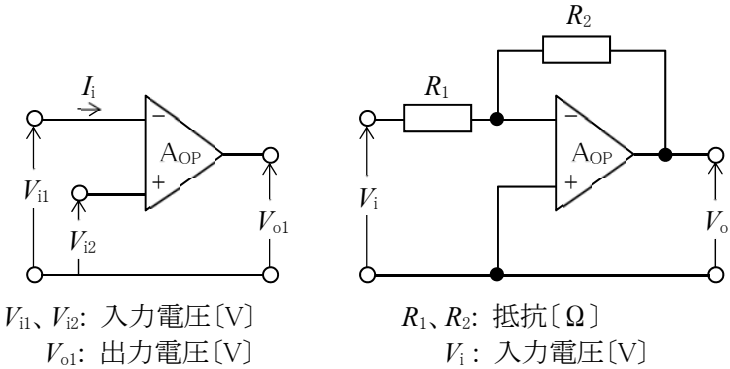 R2
Ii
R1
−
−
AOP
AOP
+
+
Vi1
Vi2
Vo1
Vi
Vo
Vi1、Vi2: 入力電圧〔V〕
R1、R2: 抵抗〔Ω〕
Vo1: 出力電圧〔V〕
Vi : 入力電圧〔V〕